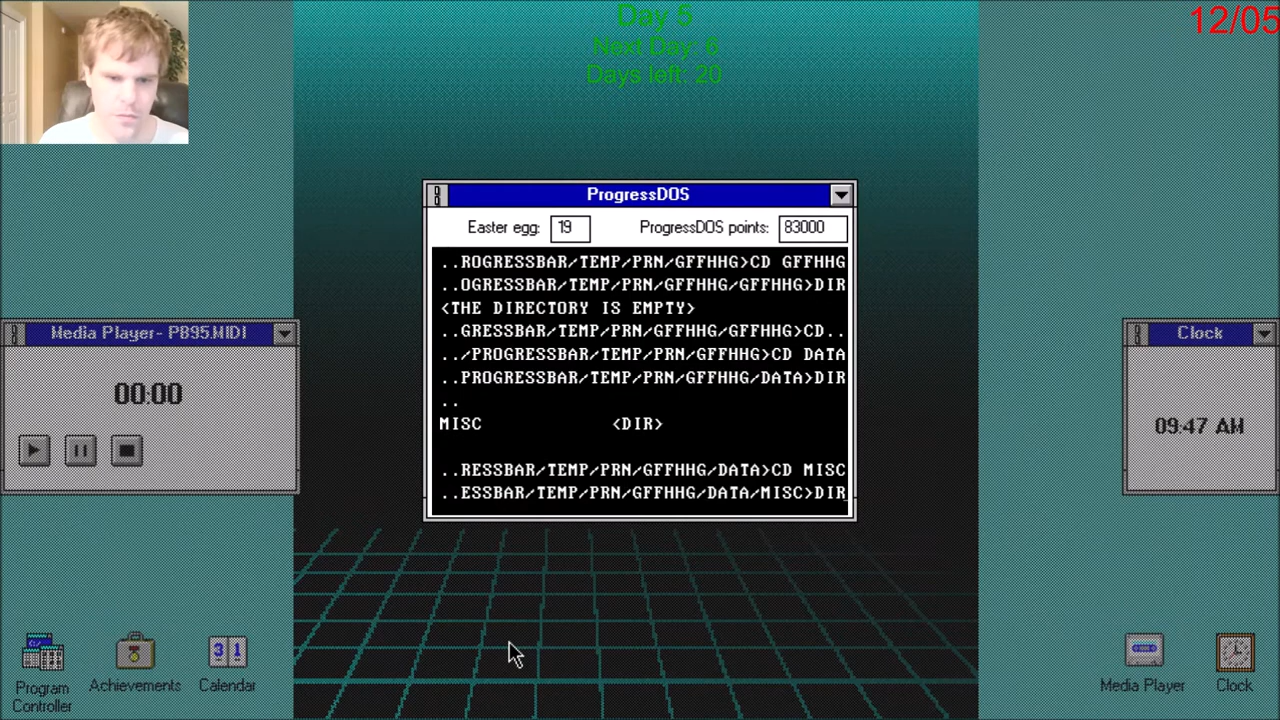 Day 5
Next Day: 6
Days left: 20
12/05
ProgressDOS
Easter egg: 19 ProgressDOS points: 83000
..ROGRESSBAR/TEMP/PRN/GFFHHG>CD GFFHHG
..OGRESSBAR/TEMP/PRN/GFFHHG/GFFHHG>DIR
<THE DIRECTORY IS EMPTY>
..GRESSBAR/TEMP/PRN/GFFHHG/GFFHHG>CD..
../PROGRESSBAR/TEMP/PRN/GFFHHG>CD DATA
..PROGRESSBAR/TEMP/PRN/GFFHHG/DATA>DIR
..
MISC <DIR>
..RESSBAR/TEMP/PRN/GFFHHG/DATA>CD MISC
..ESSBAR/TEMP/PRN/GFFHHG/DATA/MISC>DIR_
Media Player- PB95.MIDI
00:00
Clock
09:47 AM
Program
Controller
Achievements
31
Calendar
Media Player
Clock